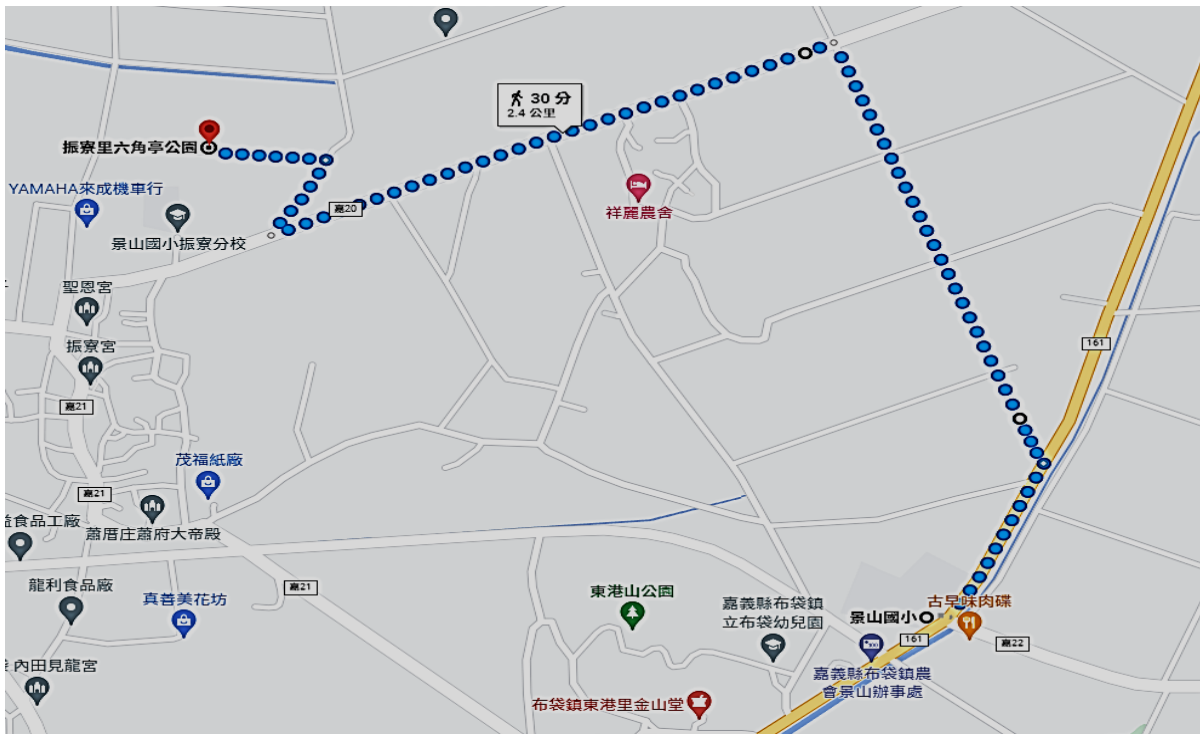 30 分
2.4 公里
振寮里六角亭公園
YAMAHA來成機車行
祥麗農舍
嘉20
景山國小振寮分校
聖恩宮
振寮宮
161
嘉21
茂福紙廠
嘉21
益食品工廠
蕭厝庄蕭府大帝殿
龍利食品廠
嘉21
真善美花坊
東港山公園
嘉義縣布袋鎮
立布袋幼兒園
古早味肉碟
景山國小
161
嘉22
內田見龍宮
嘉義縣布袋鎮農
會景山辦事處
布袋鎮東港里金山堂